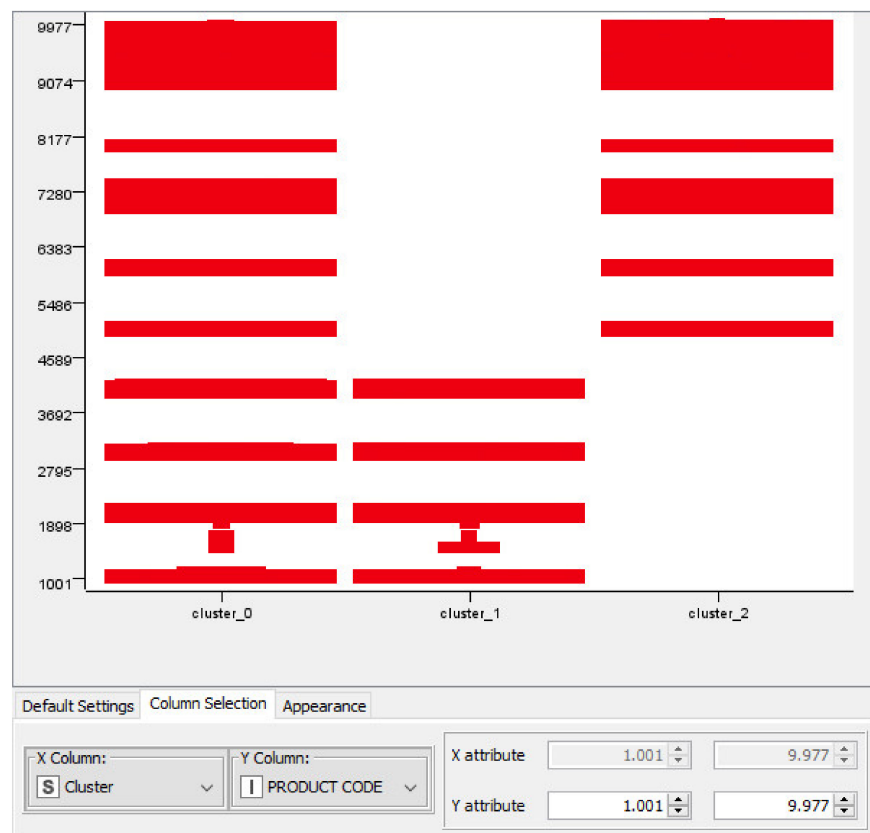 9977
9074
8177
7280
6383
5486
4589
3692
2795
1898
1001
cluster_0 cluster_1 cluster_2
Default Settings Column Selection Appearance
X Column: Y Column:
S Cluster I PRODUCT CODE
X attribute 1.001 9.977
Y attribute 1.001 9.977